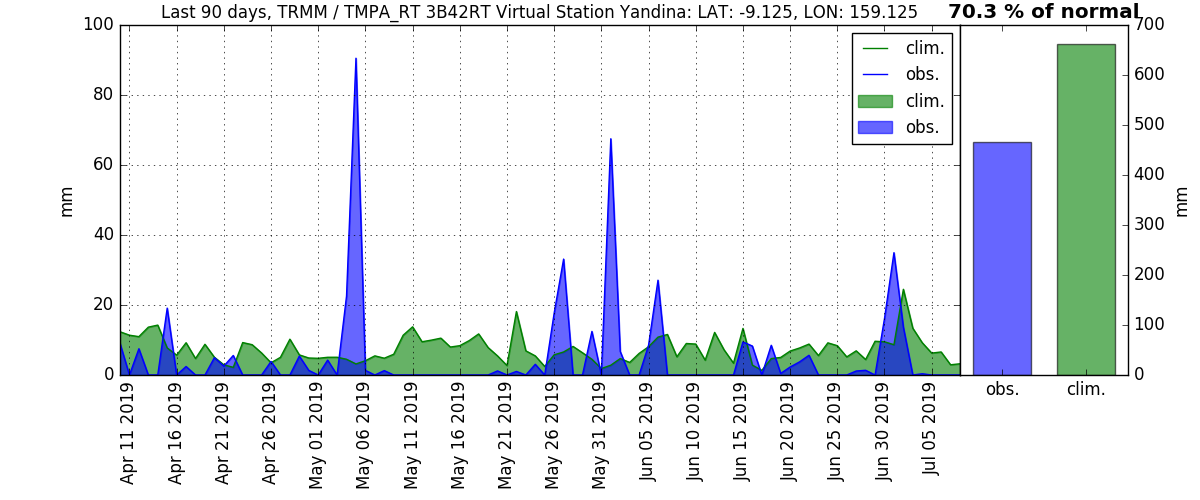 Last 90 days, TRMM / TMPA_RT 3B42RT Virtual Station Yandina: LAT: -9.125, LON: 159.125
70.3 % of normal
100
80
60
40
20
0
mm
clim.
obs.
clim.
obs.
700
600
500
400
300
200
100
0
mm
Apr 11 2019
Apr 16 2019
Apr 21 2019
Apr 26 2019
May 01 2019
May 06 2019
May 11 2019
May 16 2019
May 21 2019
May 26 2019
May 31 2019
Jun 05 2019
Jun 10 2019
Jun 15 2019
Jun 20 2019
Jun 25 2019
Jun 30 2019
Jul 05 2019
obs.
clim.